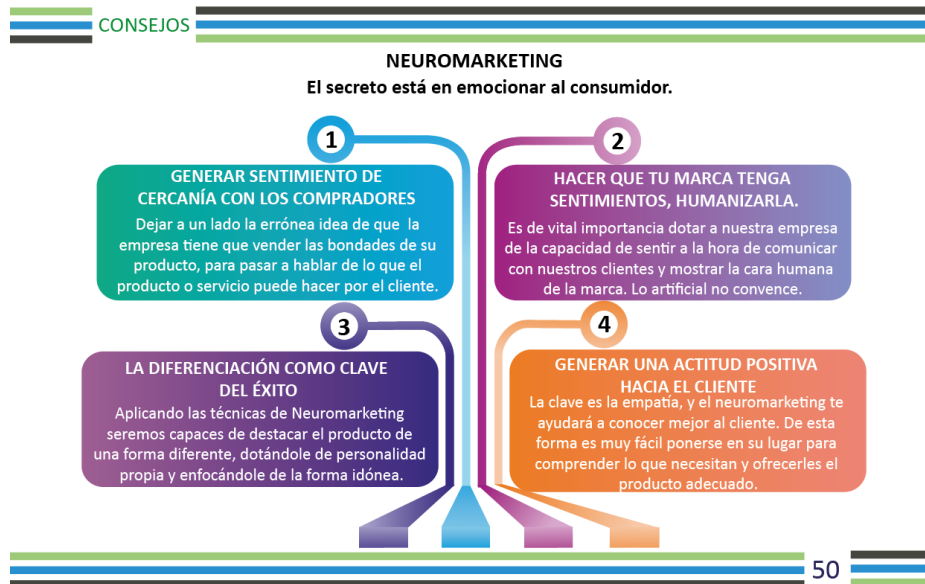 CONSEJOS
NEUROMARKETING
El secreto está en emocionar al consumidor.
1
GENERAR SENTIMIENTO DE
CERCANÍA CON LOS COMPRADORES
Dejar a un lado la errónea idea de que la
empresa tiene que vender las bondades de su
producto, para pasar a hablar de lo que el
producto o servicio puede hacer por el cliente.
2
HACER QUE TU MARCA TENGA
SENTIMIENTOS, HUMANIZARLA.
Es de vital importancia dotar a nuestra empresa
de la capacidad de sentir a la hora de comunicar
con nuestros clientes y mostrar la cara humana
de la marca. Lo artificial no convence.
3
LA DIFERENCIACIÓN COMO CLAVE
DEL ÉXITO
Aplicando las técnicas de Neuromarketing
seremos capaces de destacar el producto de
una forma diferente, dotándole de personalidad
propia y enfocándole de la forma idónea.
4
GENERAR UNA ACTITUD POSITIVA
HACIA EL CLIENTE
La clave es la empatía, y el neuromarketing te
ayudará a conocer mejor al cliente. De esta
forma es muy fácil ponerse en su lugar para
comprender lo que necesitan y ofrecerles el
producto adecuado.
50